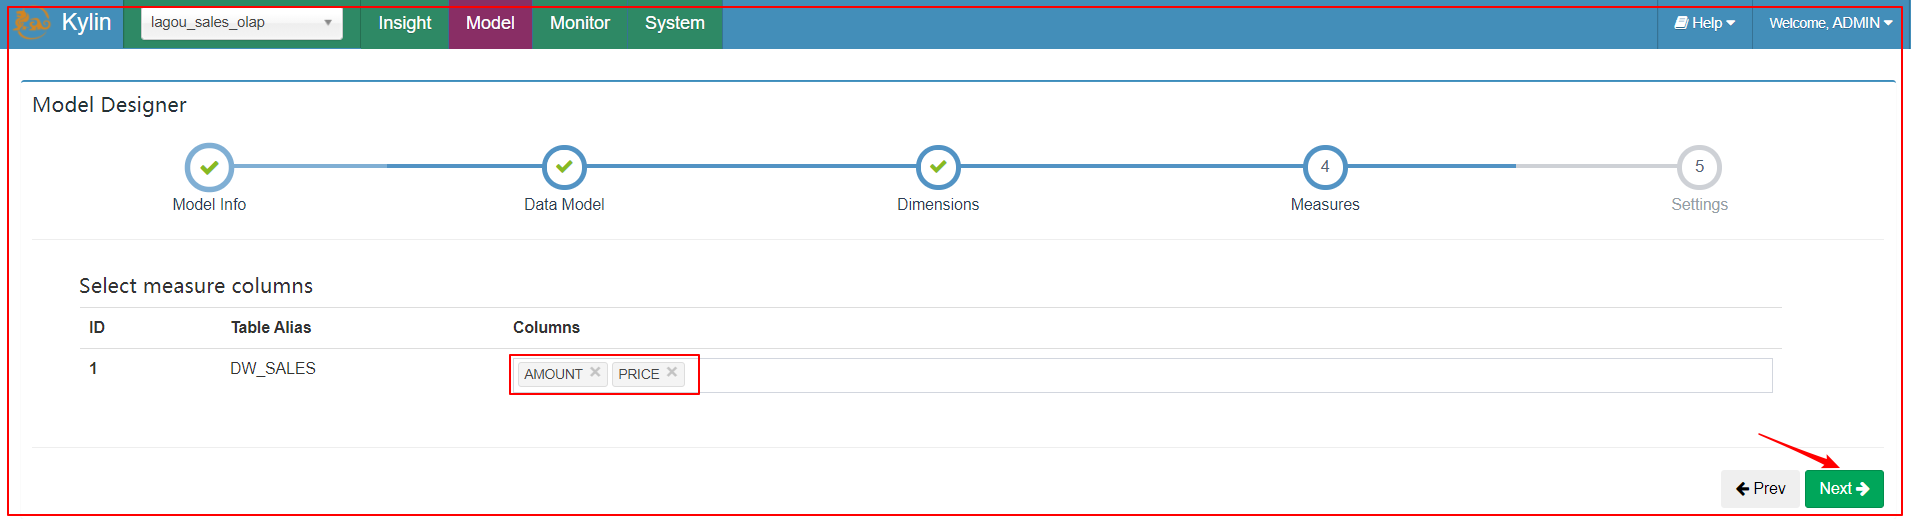 Kylin lagou_sales_olap Insight Model Monitor System Help Welcome, ADMIN
Model Designer
4 5
Model Info Data Model Dimensions Measures Settings
Select measure columns
ID Table Alias Columns
1 DW_SALES AMOUNT PRICE
Prev Next